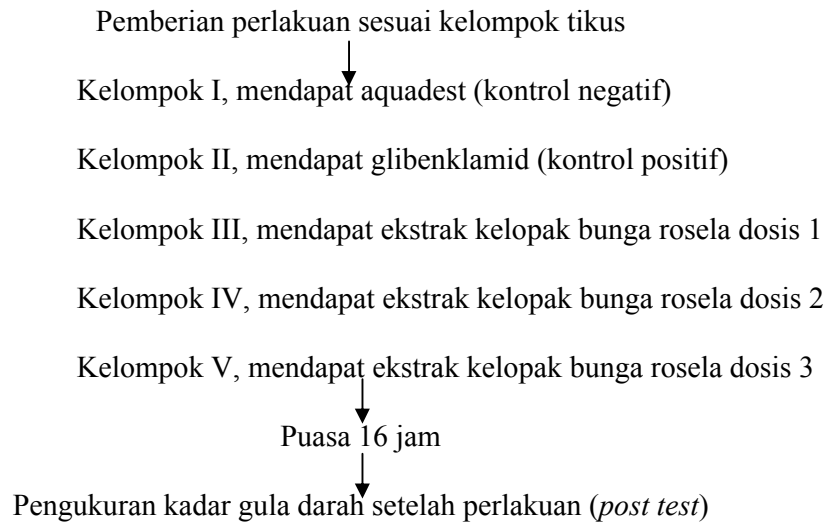 Pemberian perlakuan sesuai kelompok tikus
Kelompok I, mendapat aquadest (kontrol negatif)
Kelompok II, mendapat glibenklamid (kontrol positif)
Kelompok III, mendapat ekstrak kelopak bunga rosela dosis 1
Kelompok IV, mendapat ekstrak kelopak bunga rosela dosis 2
Kelompok V, mendapat ekstrak kelopak bunga rosela dosis 3
Puasa 16 jam
Pengukuran kadar gula darah setelah perlakuan (post test)